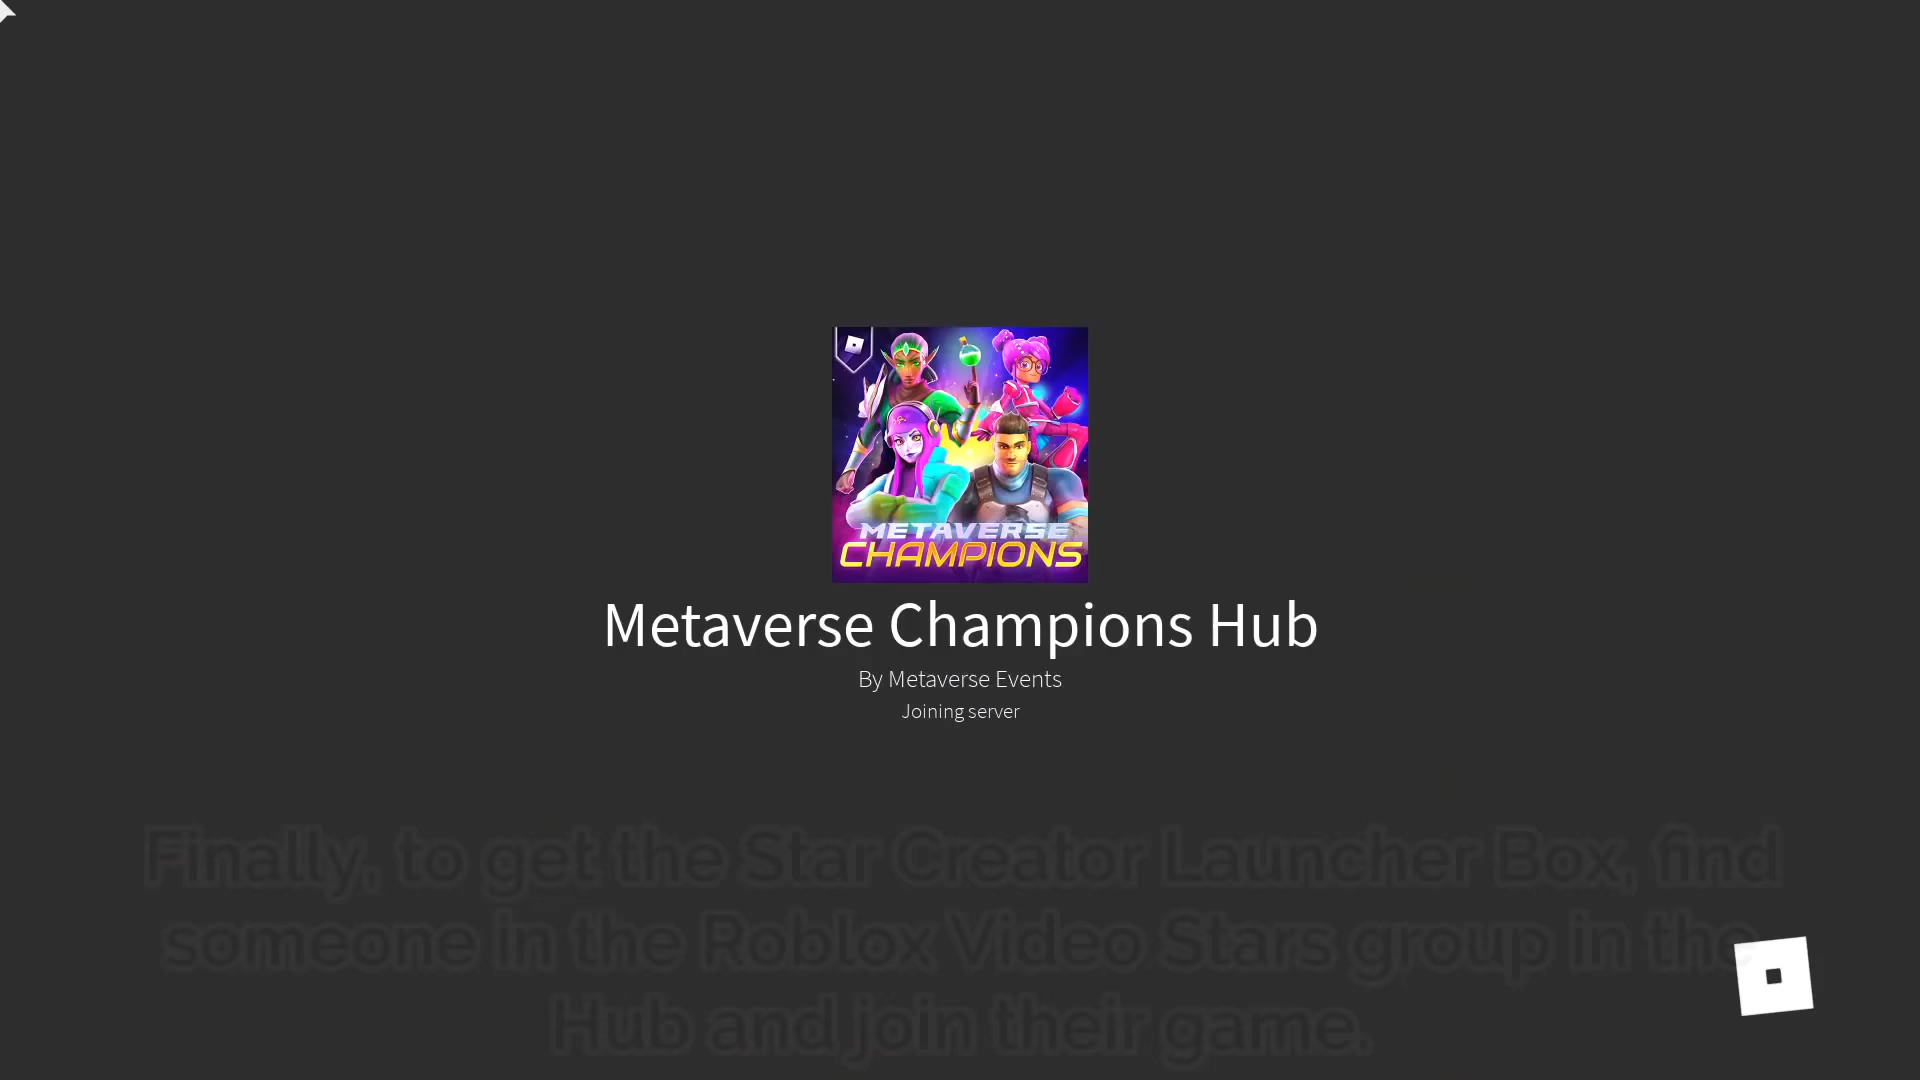 METAVERSE
CHAMPIONS
Metaverse Champions Hub
By Metaverse Events
Joining server
Finally, to get the Star Creator Launcher Box, find
someone in the Roblox Video Stars group in the
Hub and join their game.